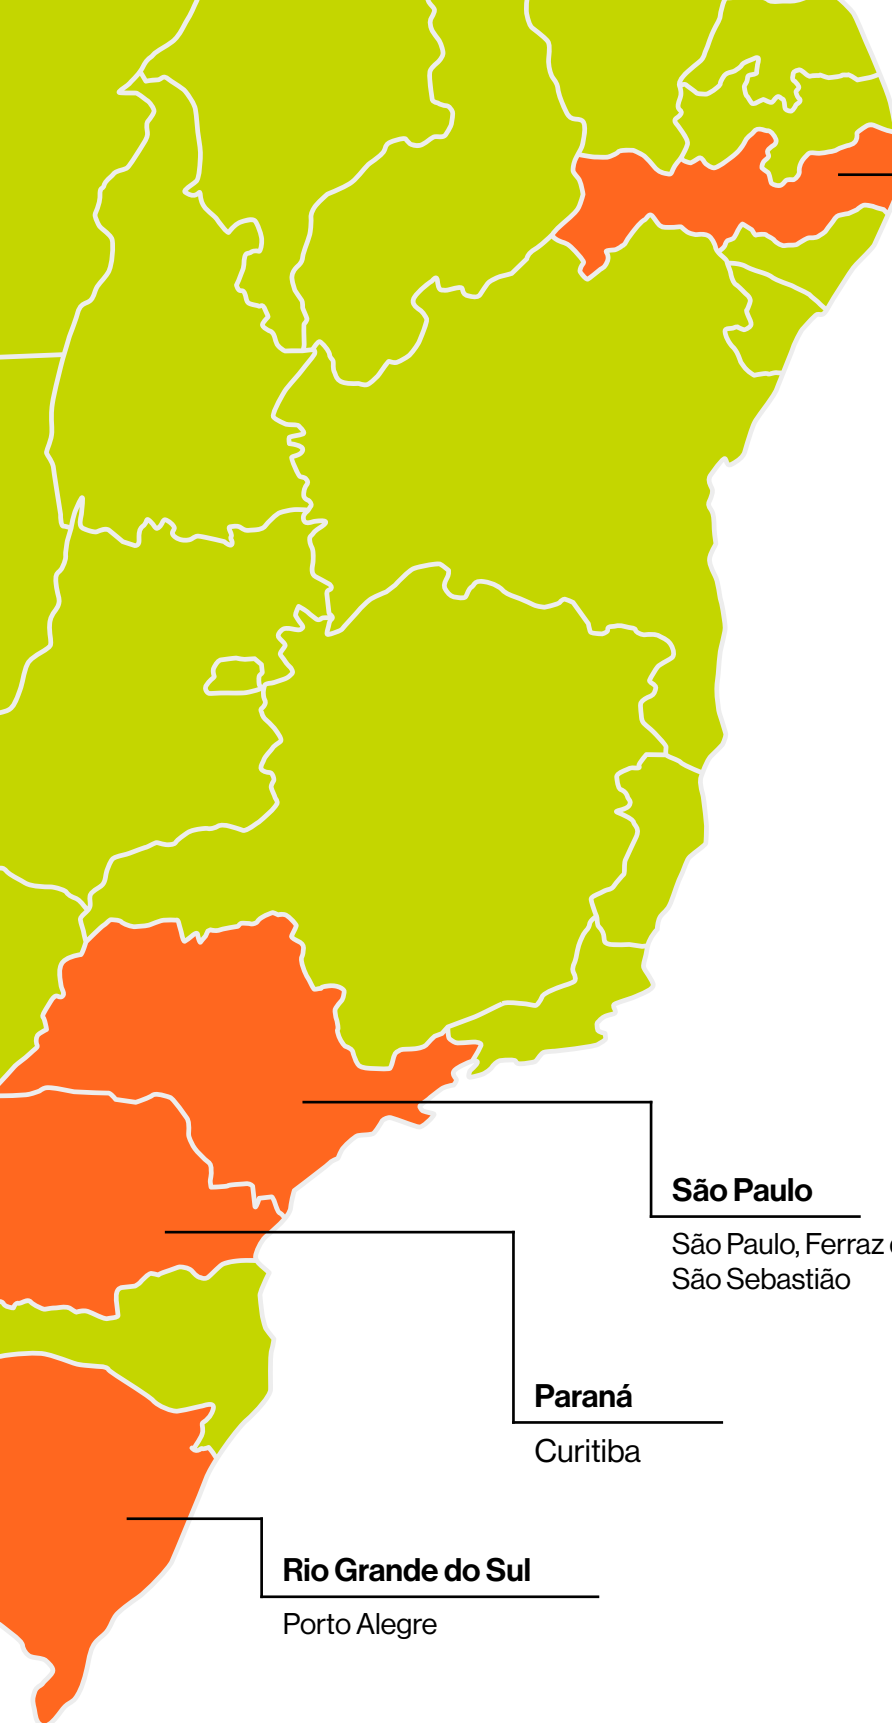 São Paulo
São Paulo, Ferraz
São Sebastião
Paraná
Curitiba
Rio Grande do Sul
Porto Alegre